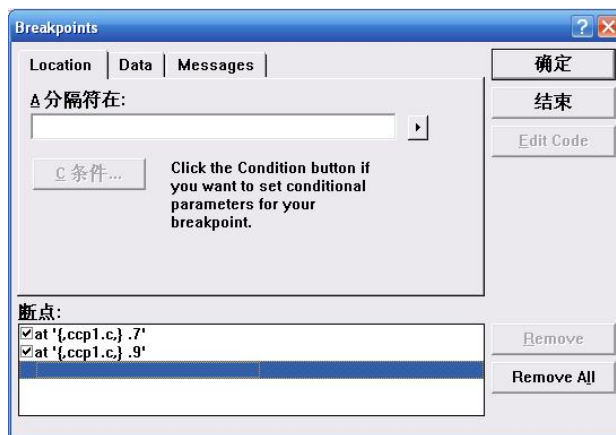 Breakpoints
Location Data Messages
A分隔符在:
C 条件...
Click the Condition button if
you want to set conditional
parameters for your
breakpoint.
确定
结束
Edit Code
断点:
at '{,ccp1.c,} .7'
at '{,ccp1.c,} .9'
Remove
Remove All